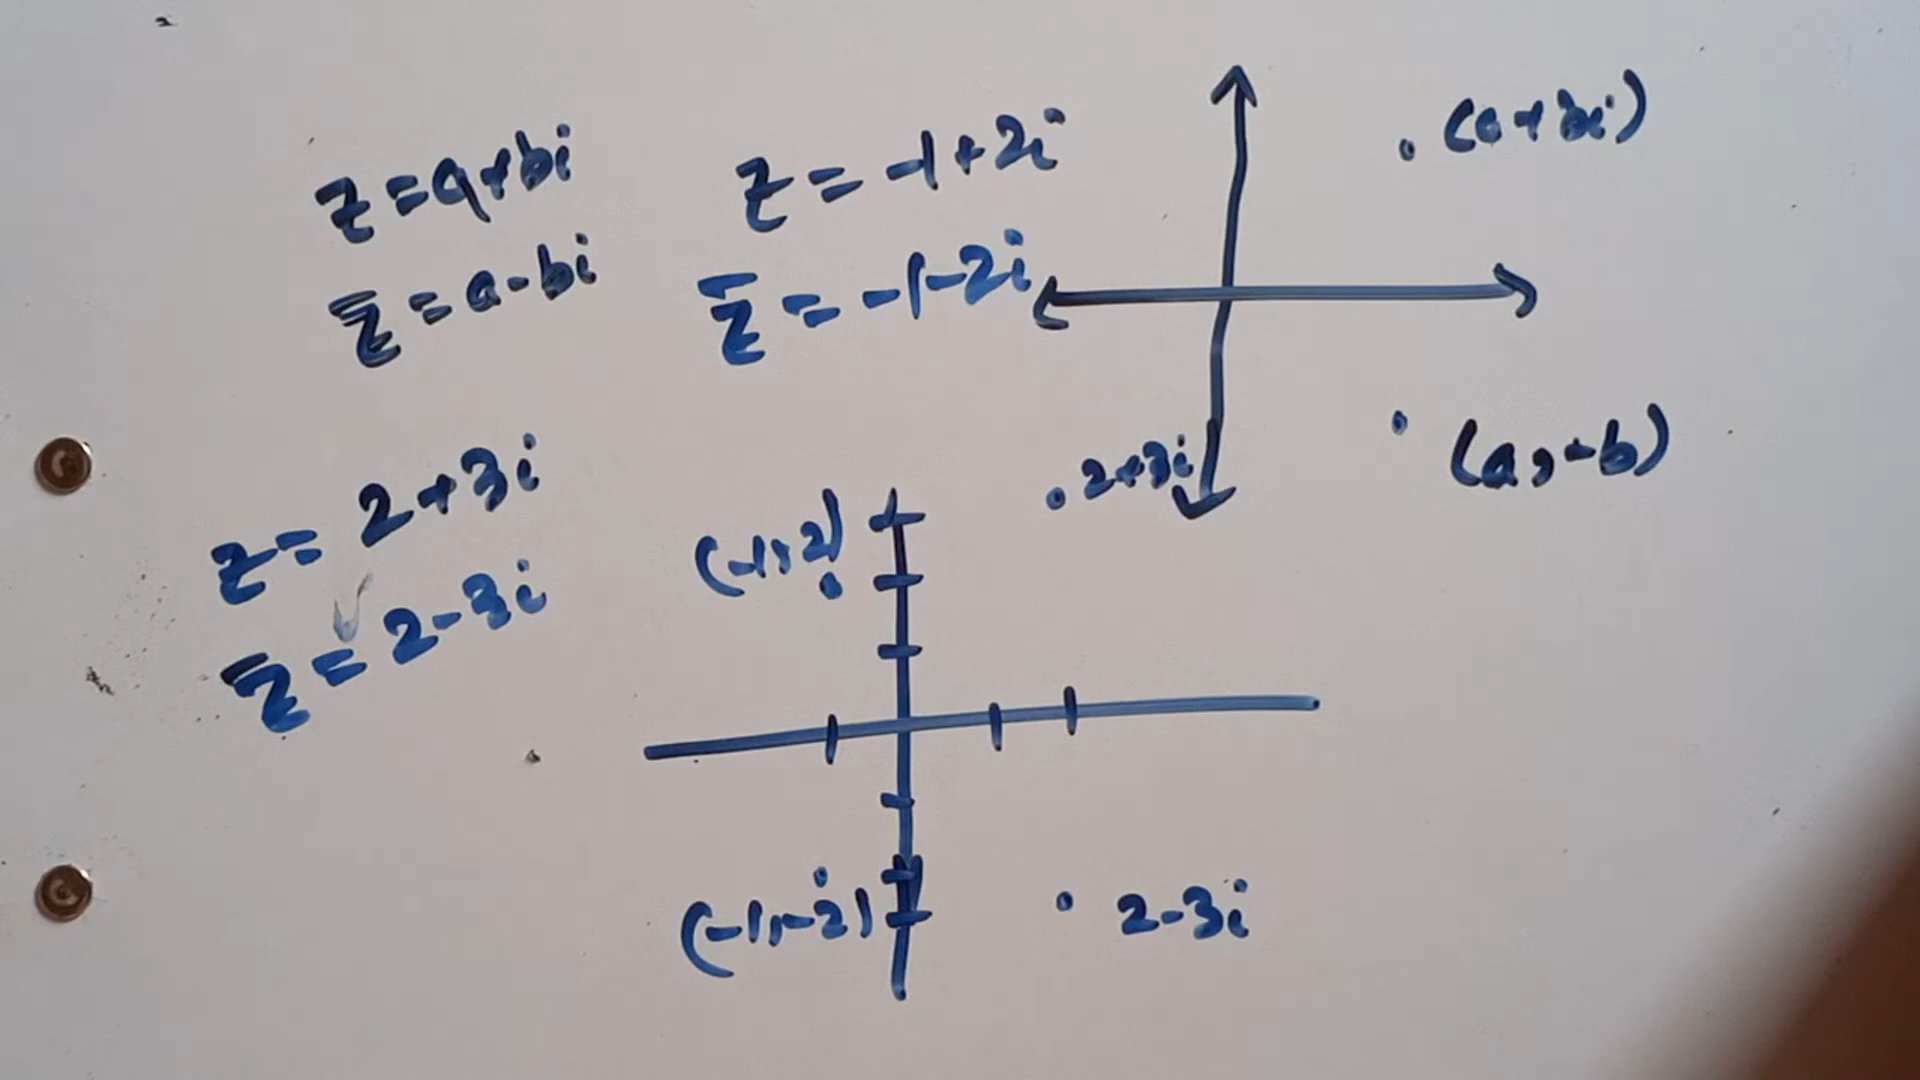 z = a+bi
z̅ = a-bi
z = -1+2i
z̅ = -1-2i
(a+bi)
(a,-b)
z = 2+3i
z̅ = 2-3i
2+3i
(-1,2)
(-1,-2)
2-3i